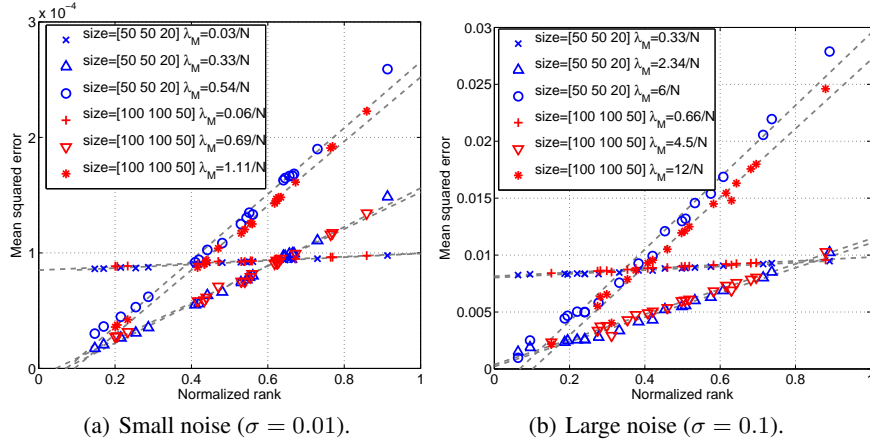 3 x 10⁻⁴
size=[50 50 20] λ_M=0.03/N
size=[50 50 20] λ_M=0.33/N
size=[50 50 20] λ_M=0.54/N
size=[100 100 50] λ_M=0.06/N
size=[100 100 50] λ_M=0.69/N
size=[100 100 50] λ_M=1.11/N
2
1
0
Mean squared error
0 0.2 0.4 0.6 0.8 1
Normalized rank
(a) Small noise (σ = 0.01).
0.03
size=[50 50 20] λ_M=0.33/N
size=[50 50 20] λ_M=2.34/N
size=[50 50 20] λ_M=6/N
size=[100 100 50] λ_M=0.66/N
size=[100 100 50] λ_M=4.5/N
size=[100 100 50] λ_M=12/N
0.025
0.02
0.015
0.01
0.005
0
Mean squared error
0 0.2 0.4 0.6 0.8 1
Normalized rank
(b) Large noise (σ = 0.1).